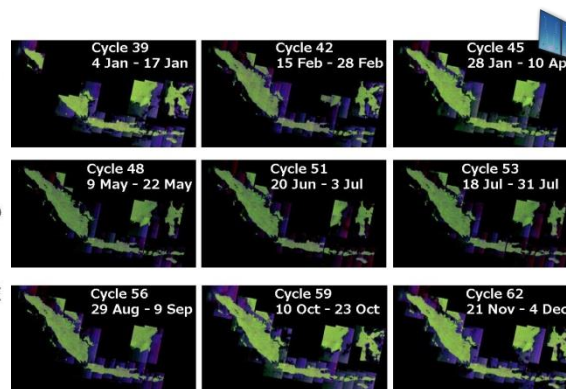 Cycle 39
4 Jan - 17 Jan
Cycle 42
15 Feb - 28 Feb
Cycle 45
28 Jan - 10 Ap
Cycle 48
9 May - 22 May
Cycle 51
20 Jun - 3 Jul
Cycle 53
18 Jul - 31 Jul
Cycle 56
29 Aug - 9 Sep
Cycle 59
10 Oct - 23 Oct
Cycle 62
21 Nov - 4 Dec